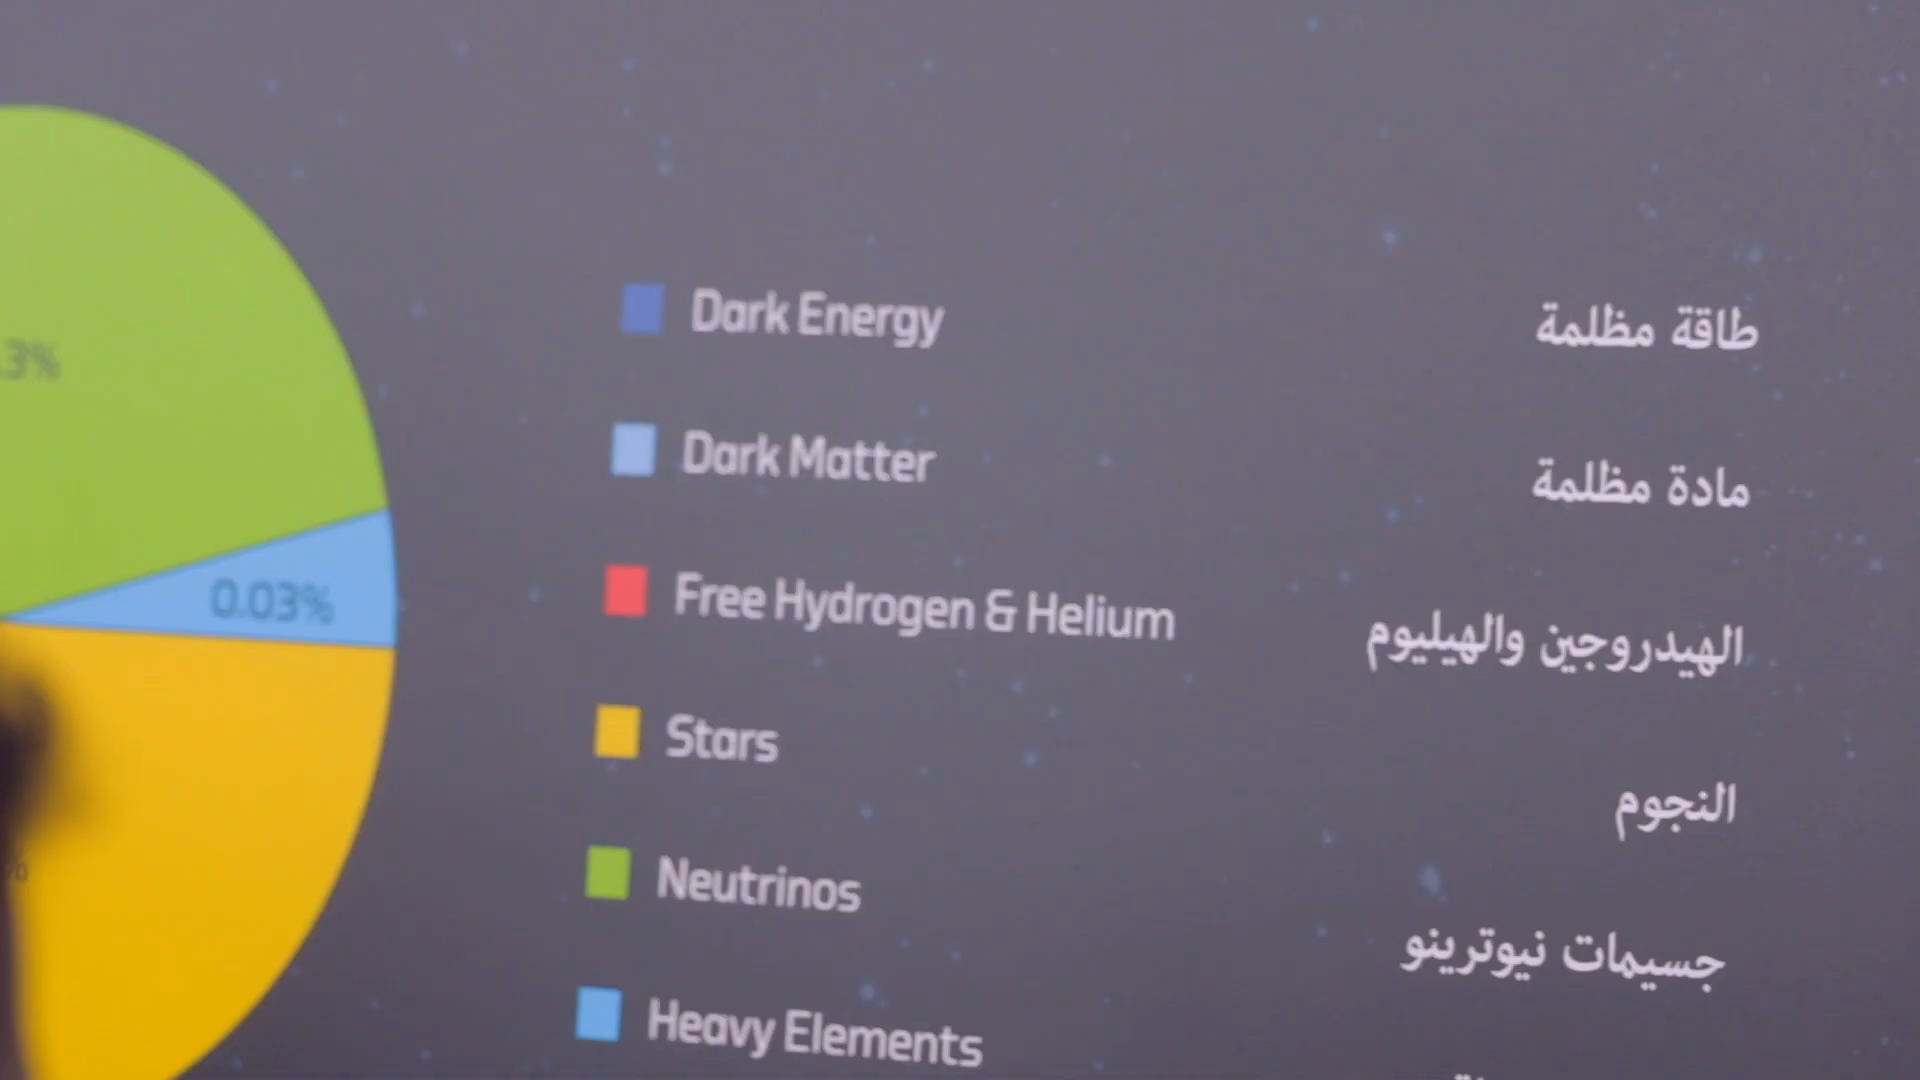 .3%
0.03%
Dark Energy
طاقة مظلمة
Dark Matter
مادة مظلمة
Free Hydrogen & Helium
الهيدروجين والهيليوم
Stars
النجوم
Neutrinos
جسيمات نيوترينو
Heavy Elements